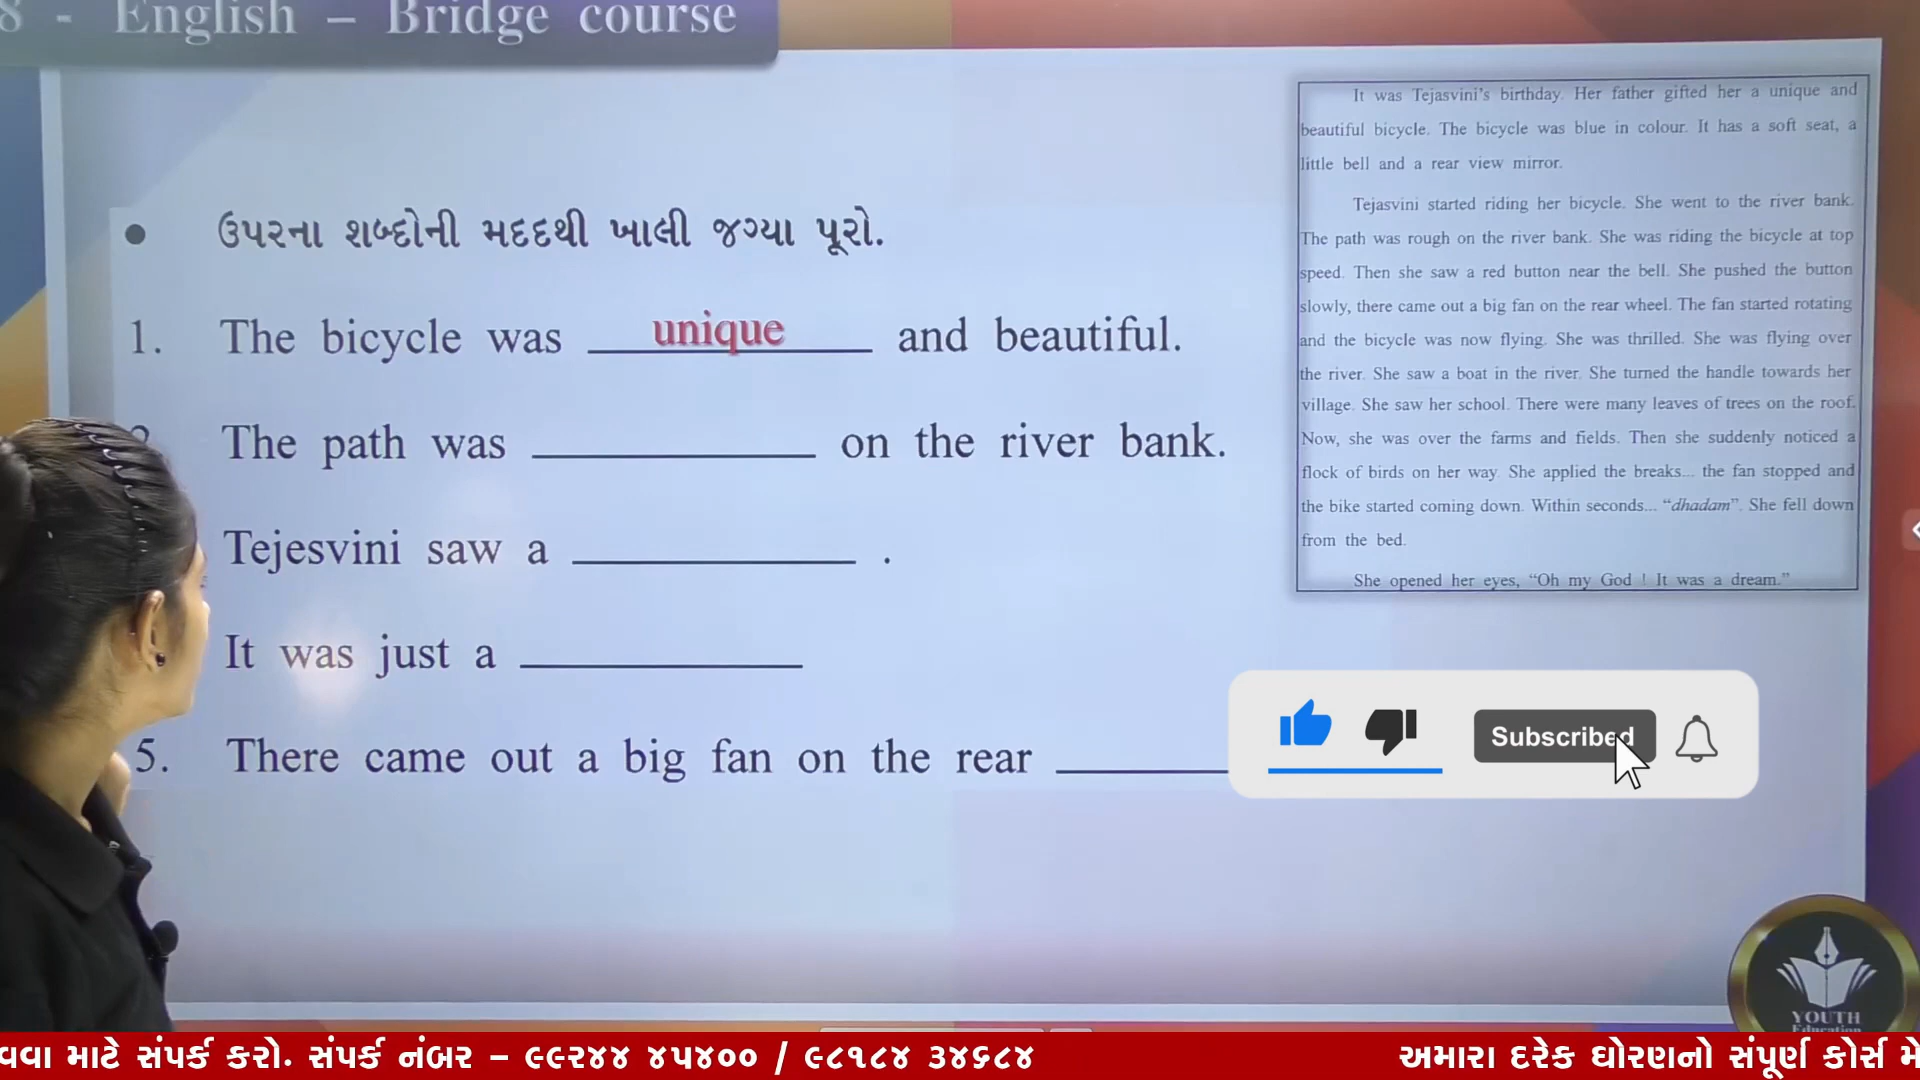 8 - English – Bridge course
ઉપરના શબ્દોની મદદથી ખાલી જગ્યા પૂરો.
1. The bicycle was unique and beautiful.
The path was ____________ on the river bank.
Tejesvini saw a ____________ .
It was just a ____________
5. There came out a big fan on the rear ________
It was Tejasvini's birthday. Her father gifted her a unique and
beautiful bicycle. The bicycle was blue in colour. It has a soft seat, a
little bell and a rear view mirror.
Tejasvini started riding her bicycle. She went to the river bank.
The path was rough on the river bank. She was riding the bicycle at top
speed. Then she saw a red button near the bell. She pushed the button
slowly, there came out a big fan on the rear wheel. The fan started rotating
and the bicycle was now flying. She was thrilled. She was flying over
the river. She saw a boat in the river. She turned the handle towards her
village. She saw her school. There were many leaves of trees on the roof.
Now, she was over the farms and fields. Then she suddenly noticed a
flock of birds on her way. She applied the breaks... the fan stopped and
the bike started coming down. Within seconds... “dhadam”. She fell down
from the bed.
She opened her eyes, “Oh my God ! It was a dream.”
Subscribed
YOUTH
Education
વવા માટે સંપર્ક કરો. સંપર્ક નંબર – ૯૯૨૪૪ ૪૫૪૦૦ / ૯૮૧૮૪ ૩૪૬૮૪
અમારા દરેક ધોરણનો સંપૂર્ણ કોર્સ મે